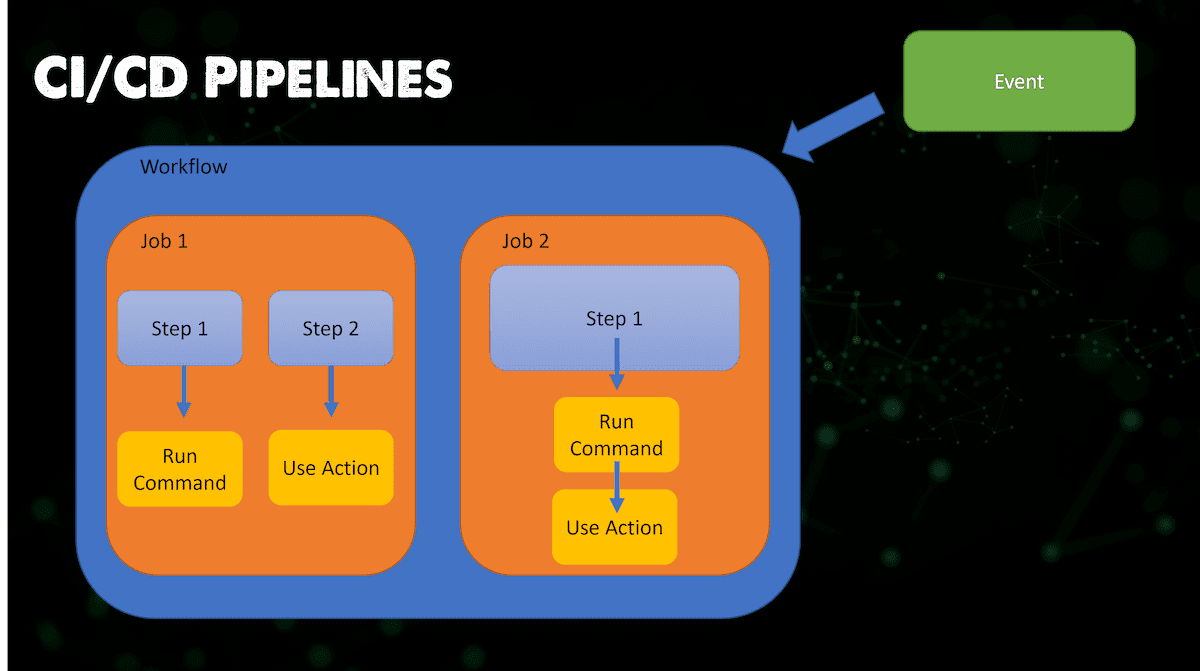 CI/CD PIPELINES
Event
Workflow
Job 1
Step 1
Step 2
Run
Command
Use Action
Job 2
Step 1
Run
Command
Use Action